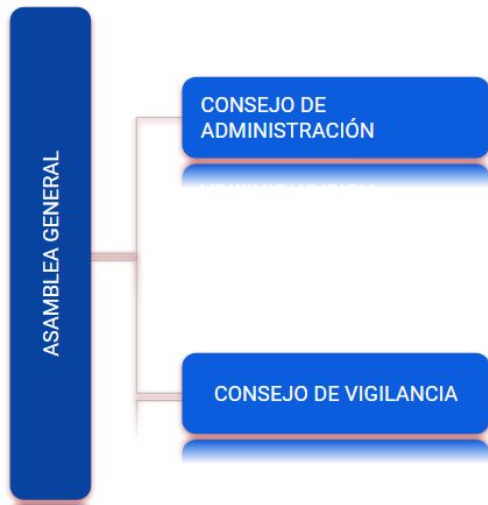 ASAMBLEA GENERAL
CONSEJO DE
ADMINISTRACIÓN
CONSEJO DE VIGILANCIA